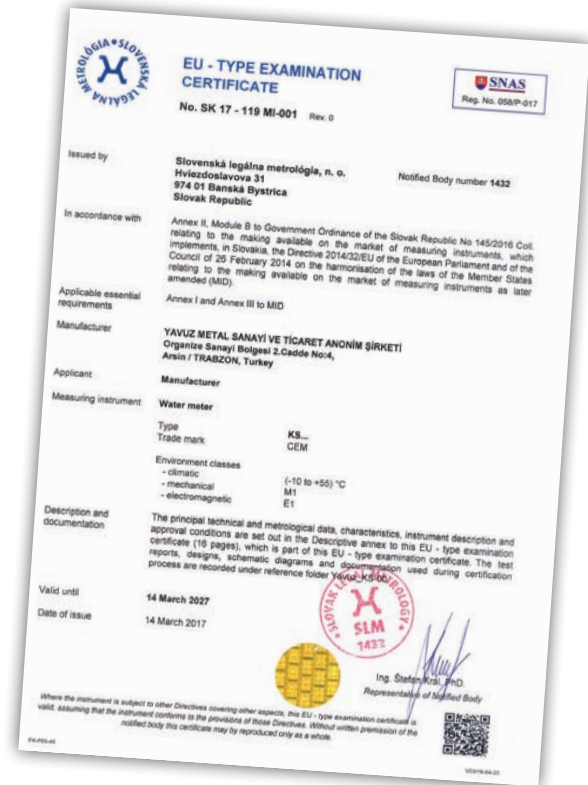 SLOVENSKÁ LEGÁLNA METROLÓGIA
EU - TYPE EXAMINATION
CERTIFICATE
No. SK 17 - 119 MI-001 Rev. 0
SNAS
Reg. No. 058/P-017
Issued by
Slovenská legálna metrológia, n. o.
Hviezdoslavova 31
974 01 Banská Bystrica
Slovak Republic
Notified Body number 1432
In accordance with
Annex II, Module B to Government Ordinance of the Slovak Republic No 145/2016 Coll.
relating to the making available on the market of measuring instruments, which
implements, in Slovakia, the Directive 2014/32/EU of the European Parliament and of the
Council of 26 February 2014 on the harmonisation of the laws of the Member States
relating to the making available on the market of measuring instruments as later
amended (MID).
Applicable essential
requirements
Annex I and Annex III to MID
Manufacturer
YAVUZ METAL SANAYİ VE TİCARET ANONİM ŞİRKETİ
Organize Sanayi Bolgesi 2.Cadde No:4,
Arsin / TRABZON, Turkey
Applicant
Manufacturer
Measuring instrument
Water meter
Type
KS...
Trade mark
CEM
Environment classes
- climatic
(-10 to +55) °C
- mechanical
M1
- electromagnetic
E1
Description and
documentation
The principal technical and metrological data, characteristics, instrument description and
approval conditions are set out in the Descriptive annex to this EU - type examination
certificate (16 pages), which is part of this EU - type examination certificate. The test
reports, designs, schematic diagrams and documentation used during certification
process are recorded under reference folder Yavuz_KS-00.
Valid until
14 March 2027
Date of issue
14 March 2017
SLOVAK LEGAL METROLOGY
SLM
1432
Ing. Štefan Král, PhD.
Representative of Notified Body
Where the instrument is subject to other Directives covering other aspects, this EU - type examination certificate is
valid, assuming that the instrument conforms to the provisions of those Directives. Without written premission of the
notified body this certificate may by reproduced only as a whole.